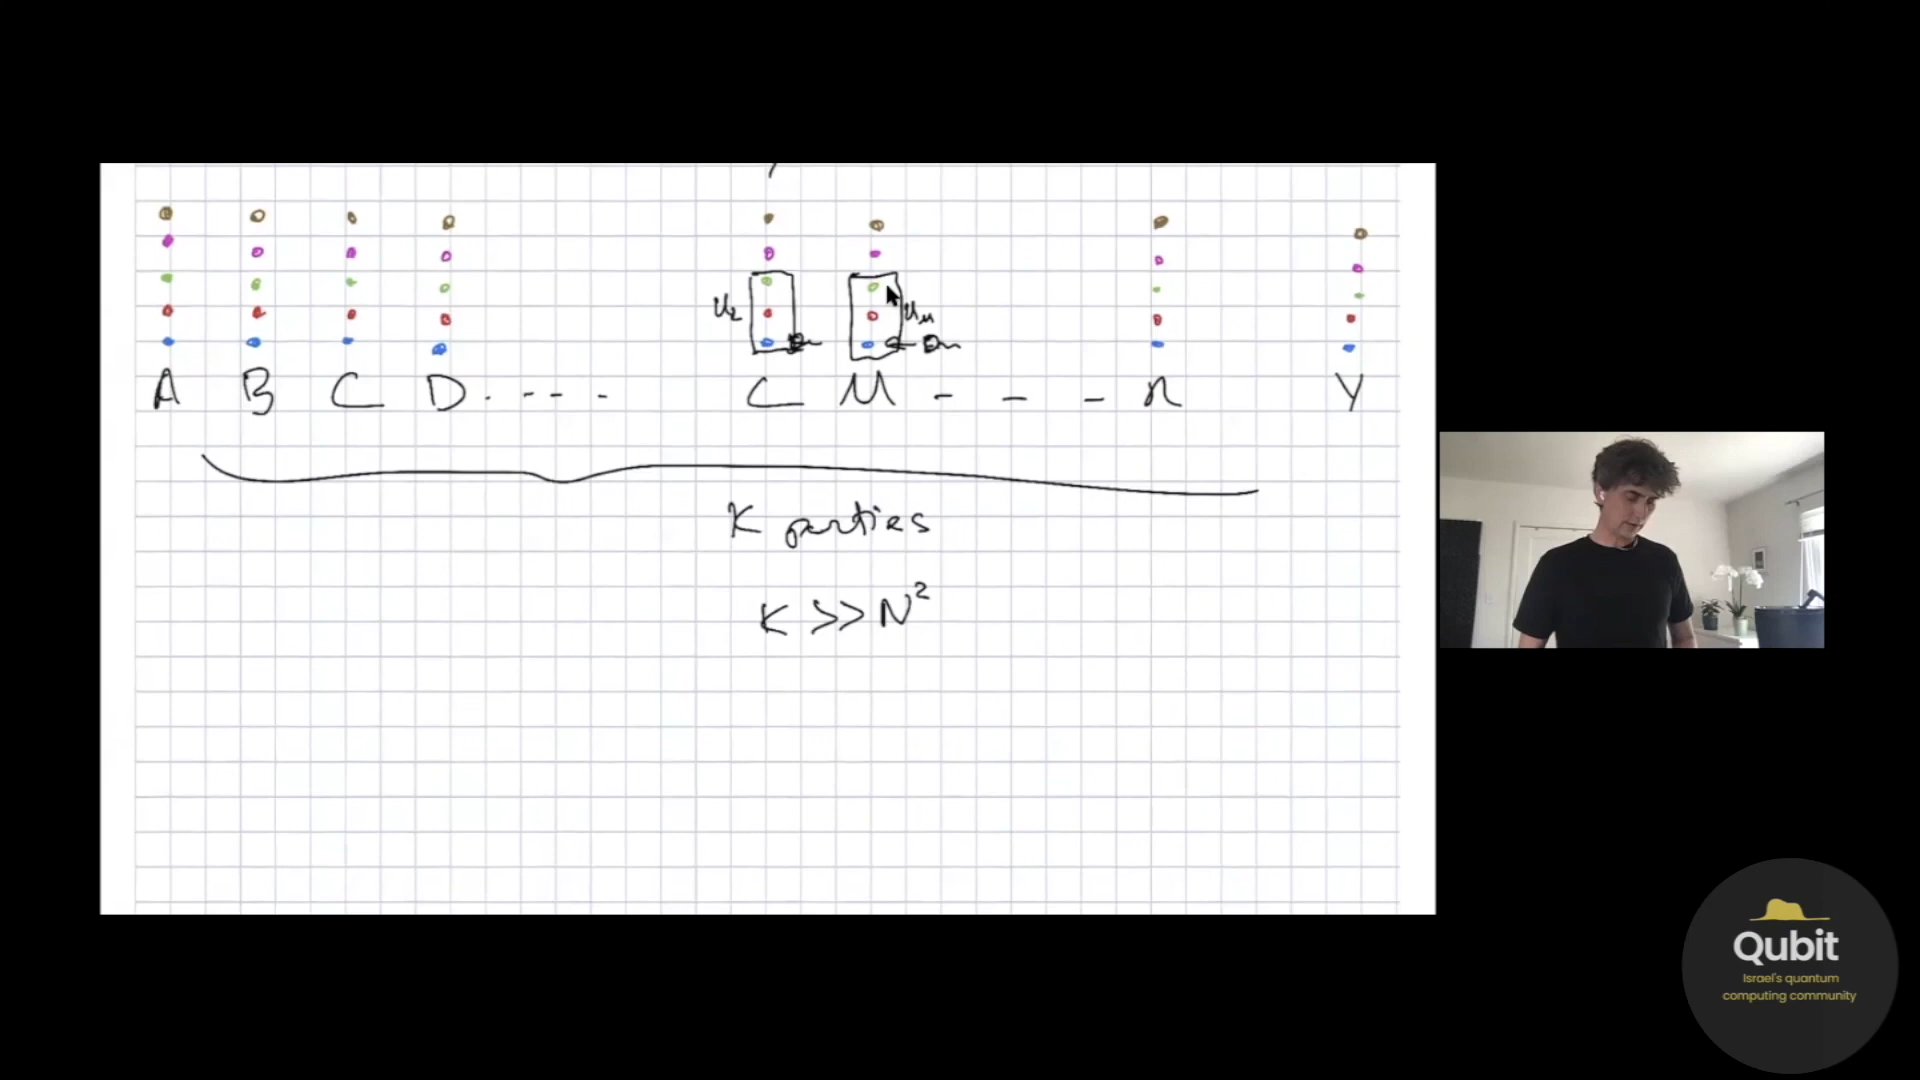 U_L U_M
A B C D . - - - C M - - - n Y
K parties
K >> N²
Qubit
Israel's quantum
computing community